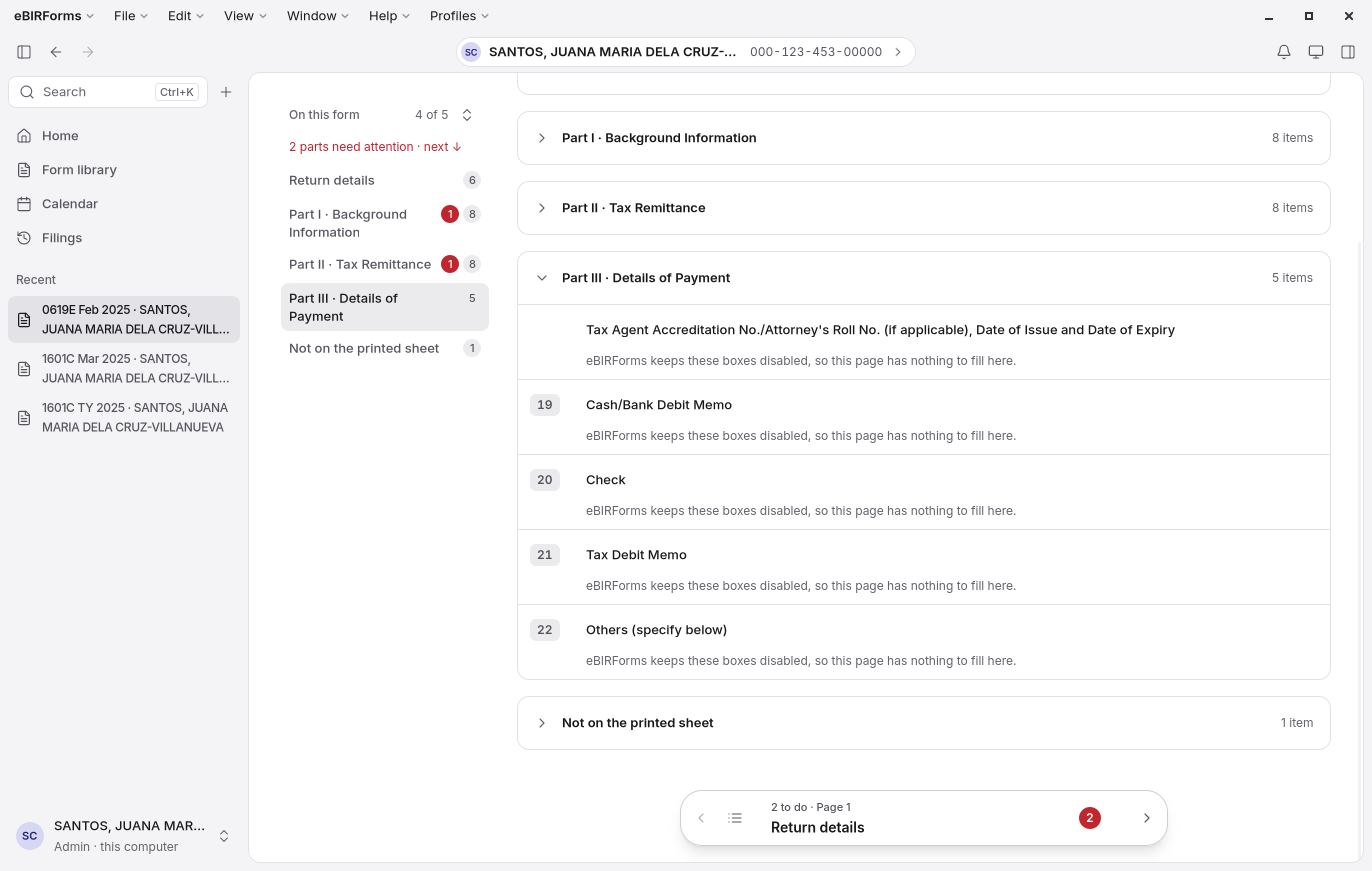 eBIRForms File Edit View Window Help Profiles
SC SANTOS, JUANA MARIA DELA CRUZ-... 000-123-453-00000
Search Ctrl+K
Home
Form library
Calendar
Filings
Recent
0619E Feb 2025 · SANTOS,
JUANA MARIA DELA CRUZ-VILL...
1601C Mar 2025 · SANTOS,
JUANA MARIA DELA CRUZ-VILL...
1601C TY 2025 · SANTOS, JUANA
MARIA DELA CRUZ-VILLANUEVA
SC SANTOS, JUANA MAR...
Admin · this computer
On this form 4 of 5
2 parts need attention · next ↓
Return details 6
Part I · Background 1 8
Information
Part II · Tax Remittance 1 8
Part III · Details of 5
Payment
Not on the printed sheet 1
Part I · Background Information 8 items
Part II · Tax Remittance 8 items
Part III · Details of Payment 5 items
Tax Agent Accreditation No./Attorney's Roll No. (if applicable), Date of Issue and Date of Expiry
eBIRForms keeps these boxes disabled, so this page has nothing to fill here.
19 Cash/Bank Debit Memo
eBIRForms keeps these boxes disabled, so this page has nothing to fill here.
20 Check
eBIRForms keeps these boxes disabled, so this page has nothing to fill here.
21 Tax Debit Memo
eBIRForms keeps these boxes disabled, so this page has nothing to fill here.
22 Others (specify below)
eBIRForms keeps these boxes disabled, so this page has nothing to fill here.
Not on the printed sheet 1 item
2 to do · Page 1
Return details 2